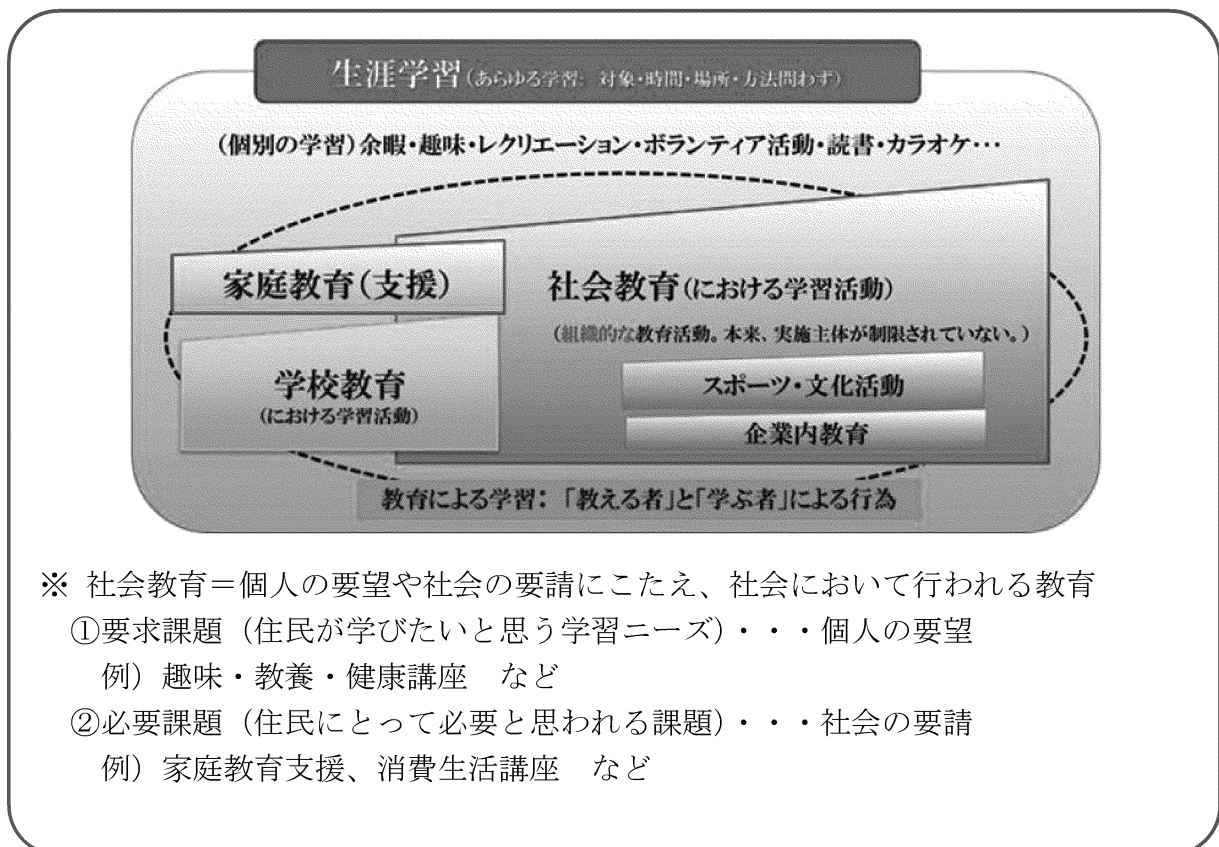 生涯学習(あらゆる学習: 対象・時間・場所・方法問わず)
(個別の学習)余暇・趣味・レクリエーション・ボランティア活動・読書・カラオケ・・・
家庭教育(支援)
社会教育(における学習活動)
(組織的な教育活動。本来、実施主体が制限されていない。)
学校教育
(における学習活動)
スポーツ・文化活動
企業内教育
教育による学習:「教える者」と「学ぶ者」による行為
※ 社会教育＝個人の要望や社会の要請にこたえ、社会において行われる教育
①要求課題（住民が学びたいと思う学習ニーズ）・・・個人の要望
例）趣味・教養・健康講座　など
②必要課題（住民にとって必要と思われる課題）・・・社会の要請
例）家庭教育支援、消費生活講座　など